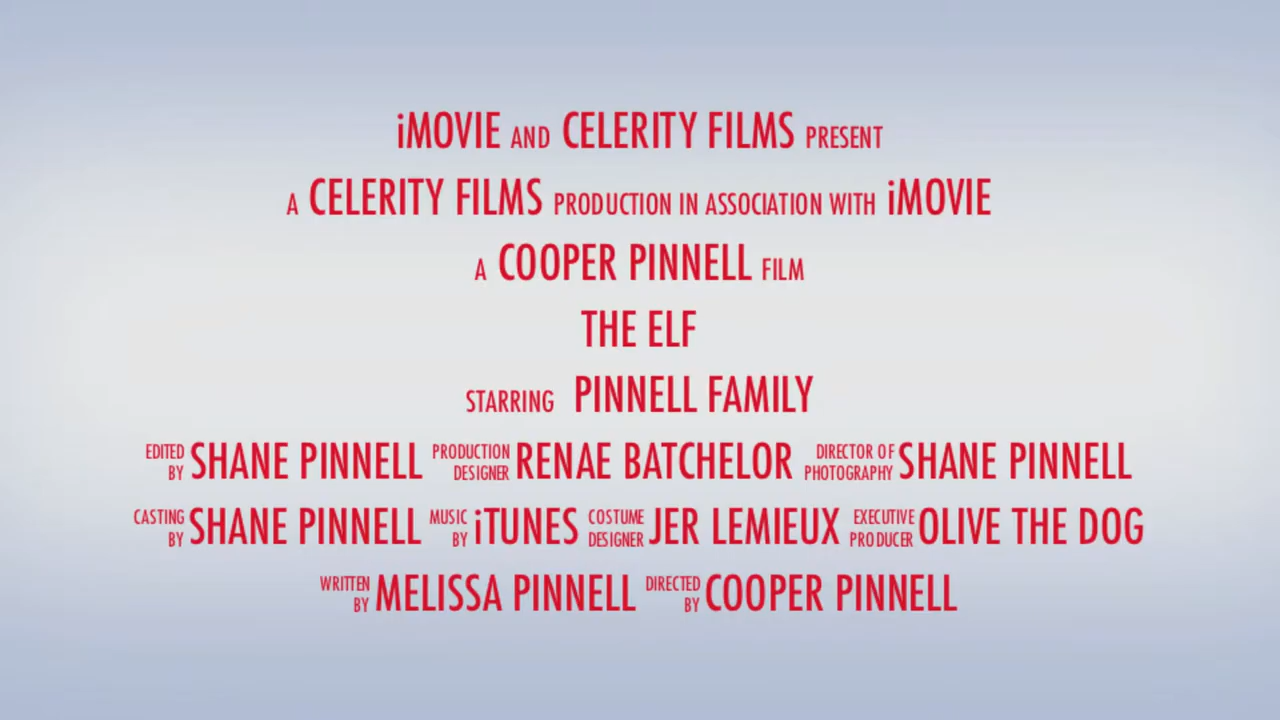 iMOVIE AND CELERITY FILMS PRESENT
A CELERITY FILMS PRODUCTION IN ASSOCIATION WITH iMOVIE
A COOPER PINNELL FILM
THE ELF
STARRING PINNELL FAMILY
EDITED BY SHANE PINNELL PRODUCTION DESIGNER RENAE BATCHELOR DIRECTOR OF PHOTOGRAPHY SHANE PINNELL
CASTING BY SHANE PINNELL MUSIC BY iTUNES COSTUME DESIGNER JER LEMIEUX EXECUTIVE PRODUCER OLIVE THE DOG
WRITTEN BY MELISSA PINNELL DIRECTED BY COOPER PINNELL